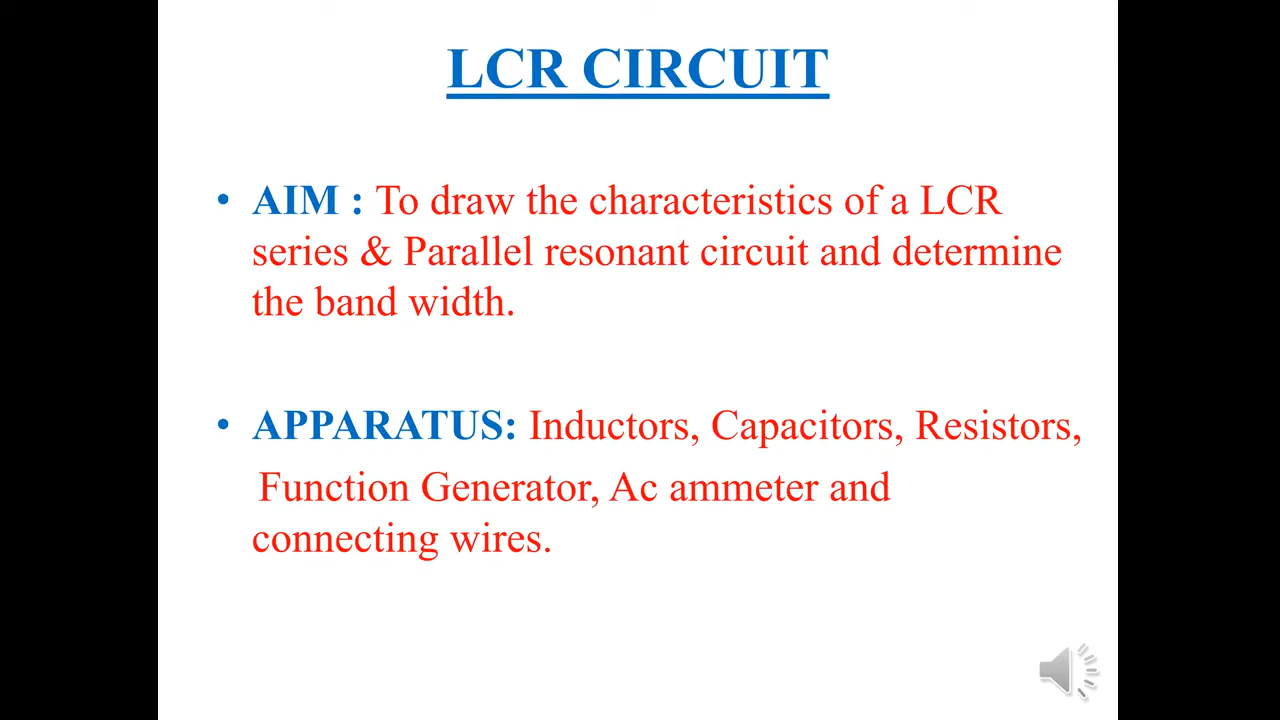 LCR CIRCUIT
• AIM : To draw the characteristics of a LCR
series & Parallel resonant circuit and determine
the band width.
• APPARATUS: Inductors, Capacitors, Resistors,
Function Generator, Ac ammeter and
connecting wires.